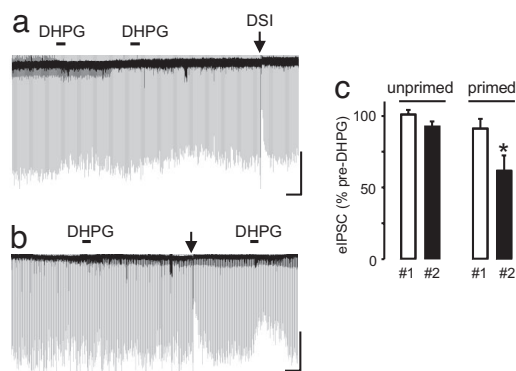 a
DHPG DHPG DSI
b
DHPG DHPG
c
unprimed primed
eIPSC (% pre-DHPG)
100
50
0
*
#1 #2 #1 #2